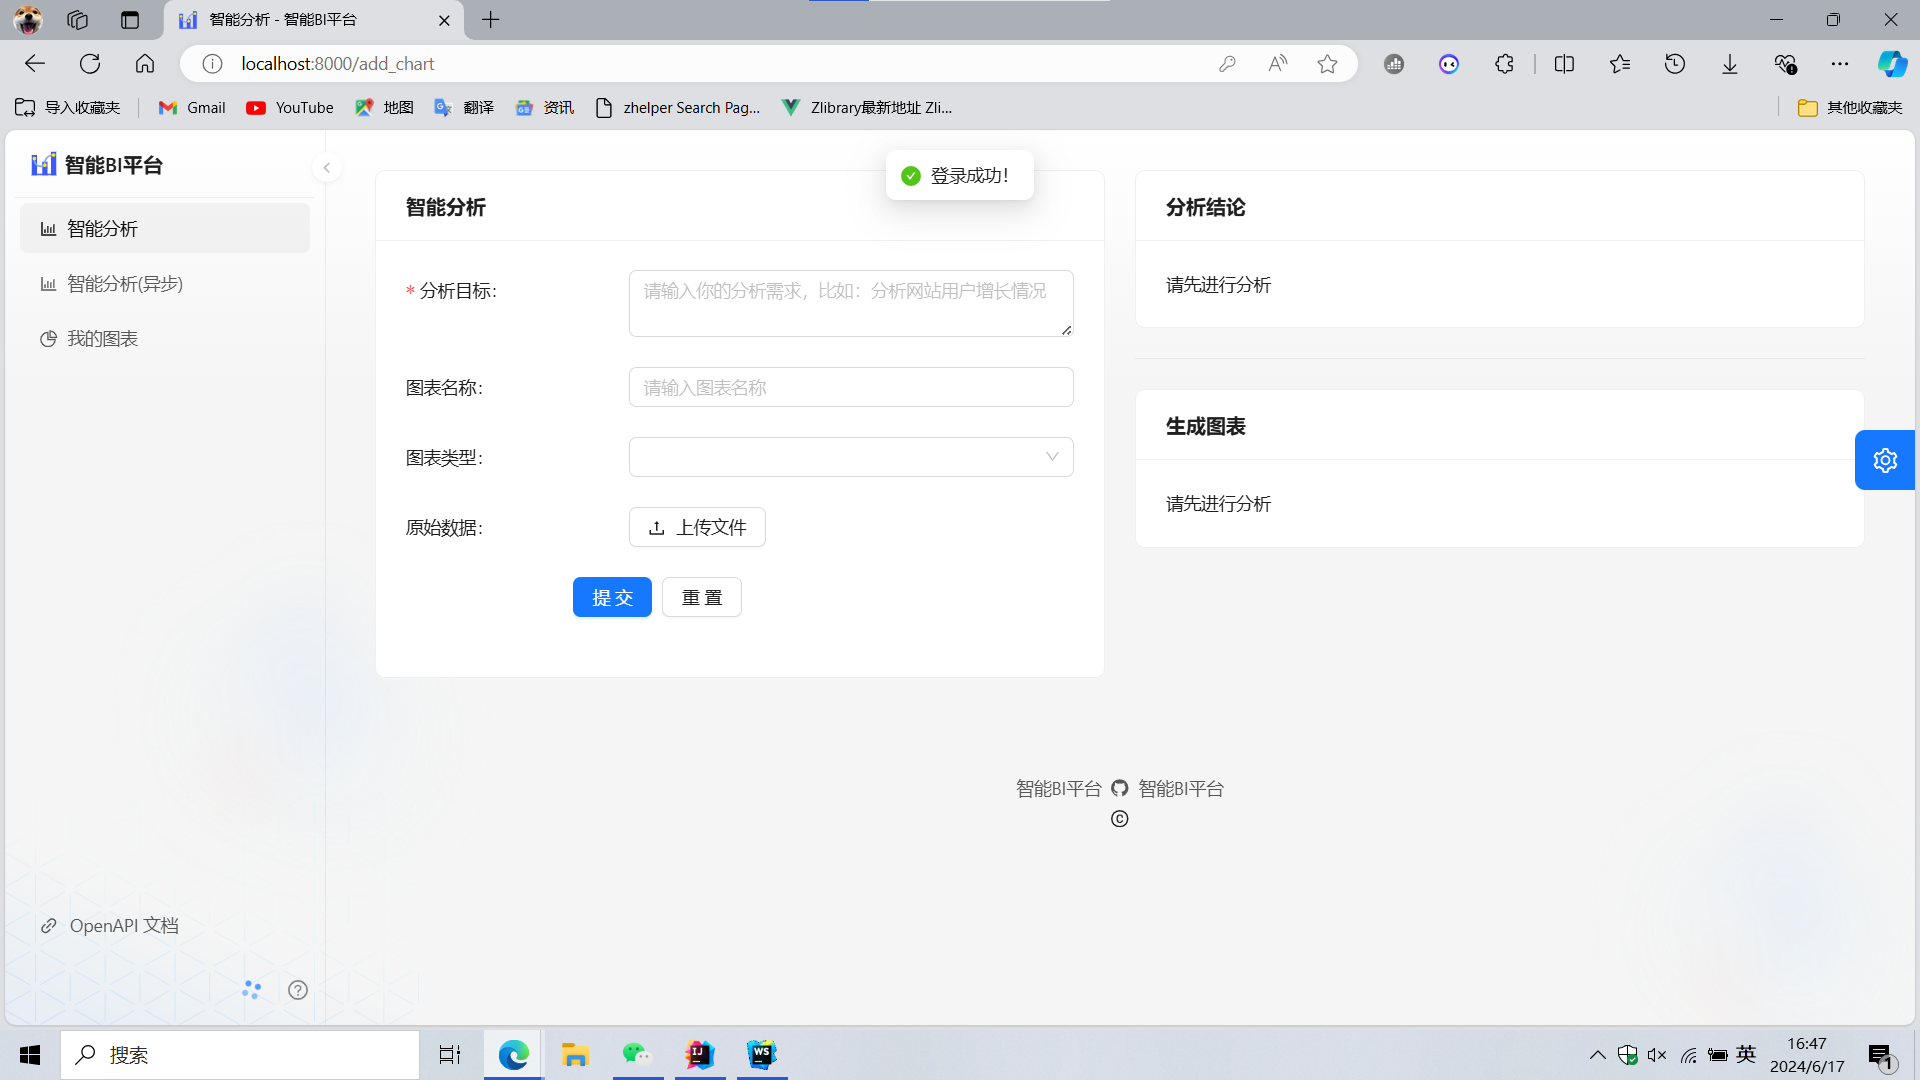 智能分析 - 智能BI平台
localhost:8000/add_chart
导入收藏夹
Gmail
YouTube
地图
翻译
资讯
zhelper Search Pag...
Zlibrary最新地址 Zli...
其他收藏夹
智能BI平台
智能分析
智能分析(异步)
我的图表
OpenAPI 文档
登录成功！
智能分析
* 分析目标:
请输入你的分析需求，比如：分析网站用户增长情况
图表名称:
请输入图表名称
图表类型:
原始数据:
上传文件
提 交
重 置
分析结论
请先进行分析
生成图表
请先进行分析
智能BI平台
智能BI平台
©
搜索
IJ
WS
英
16:47
2024/6/17
1